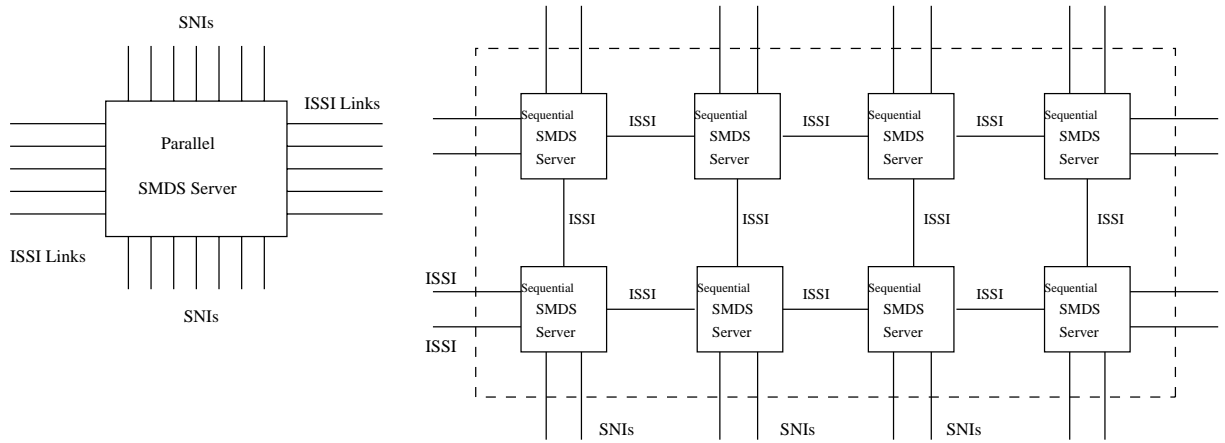 SNIs
ISSI Links
Parallel
SMDS Server
ISSI Links
SNIs
Sequential
SMDS
Server
ISSI
Sequential
SMDS
Server
ISSI
Sequential
SMDS
Server
ISSI
Sequential
SMDS
Server
ISSI
ISSI
ISSI
ISSI
ISSI
ISSI
Sequential
SMDS
Server
ISSI
Sequential
SMDS
Server
ISSI
Sequential
SMDS
Server
ISSI
Sequential
SMDS
Server
SNIs
SNIs
SNIs